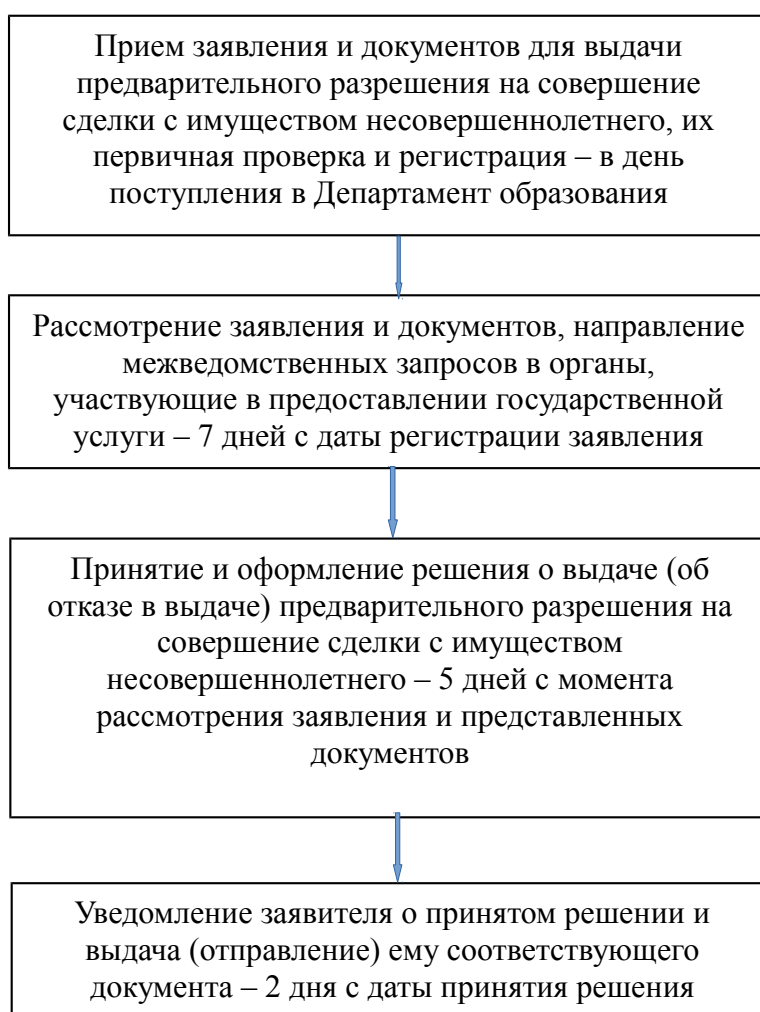 Прием заявления и документов для выдачи
предварительного разрешения на совершение
сделки с имуществом несовершеннолетнего, их
первичная проверка и регистрация – в день
поступления в Департамент образования
Рассмотрение заявления и документов, направление
межведомственных запросов в органы,
участвующие в предоставлении государственной
услуги – 7 дней с даты регистрации заявления
Принятие и оформление решения о выдаче (об
отказе в выдаче) предварительного разрешения на
совершение сделки с имуществом
несовершеннолетнего – 5 дней с момента
рассмотрения заявления и представленных
документов
Уведомление заявителя о принятом решении и
выдача (отправление) ему соответствующего
документа – 2 дня с даты принятия решения